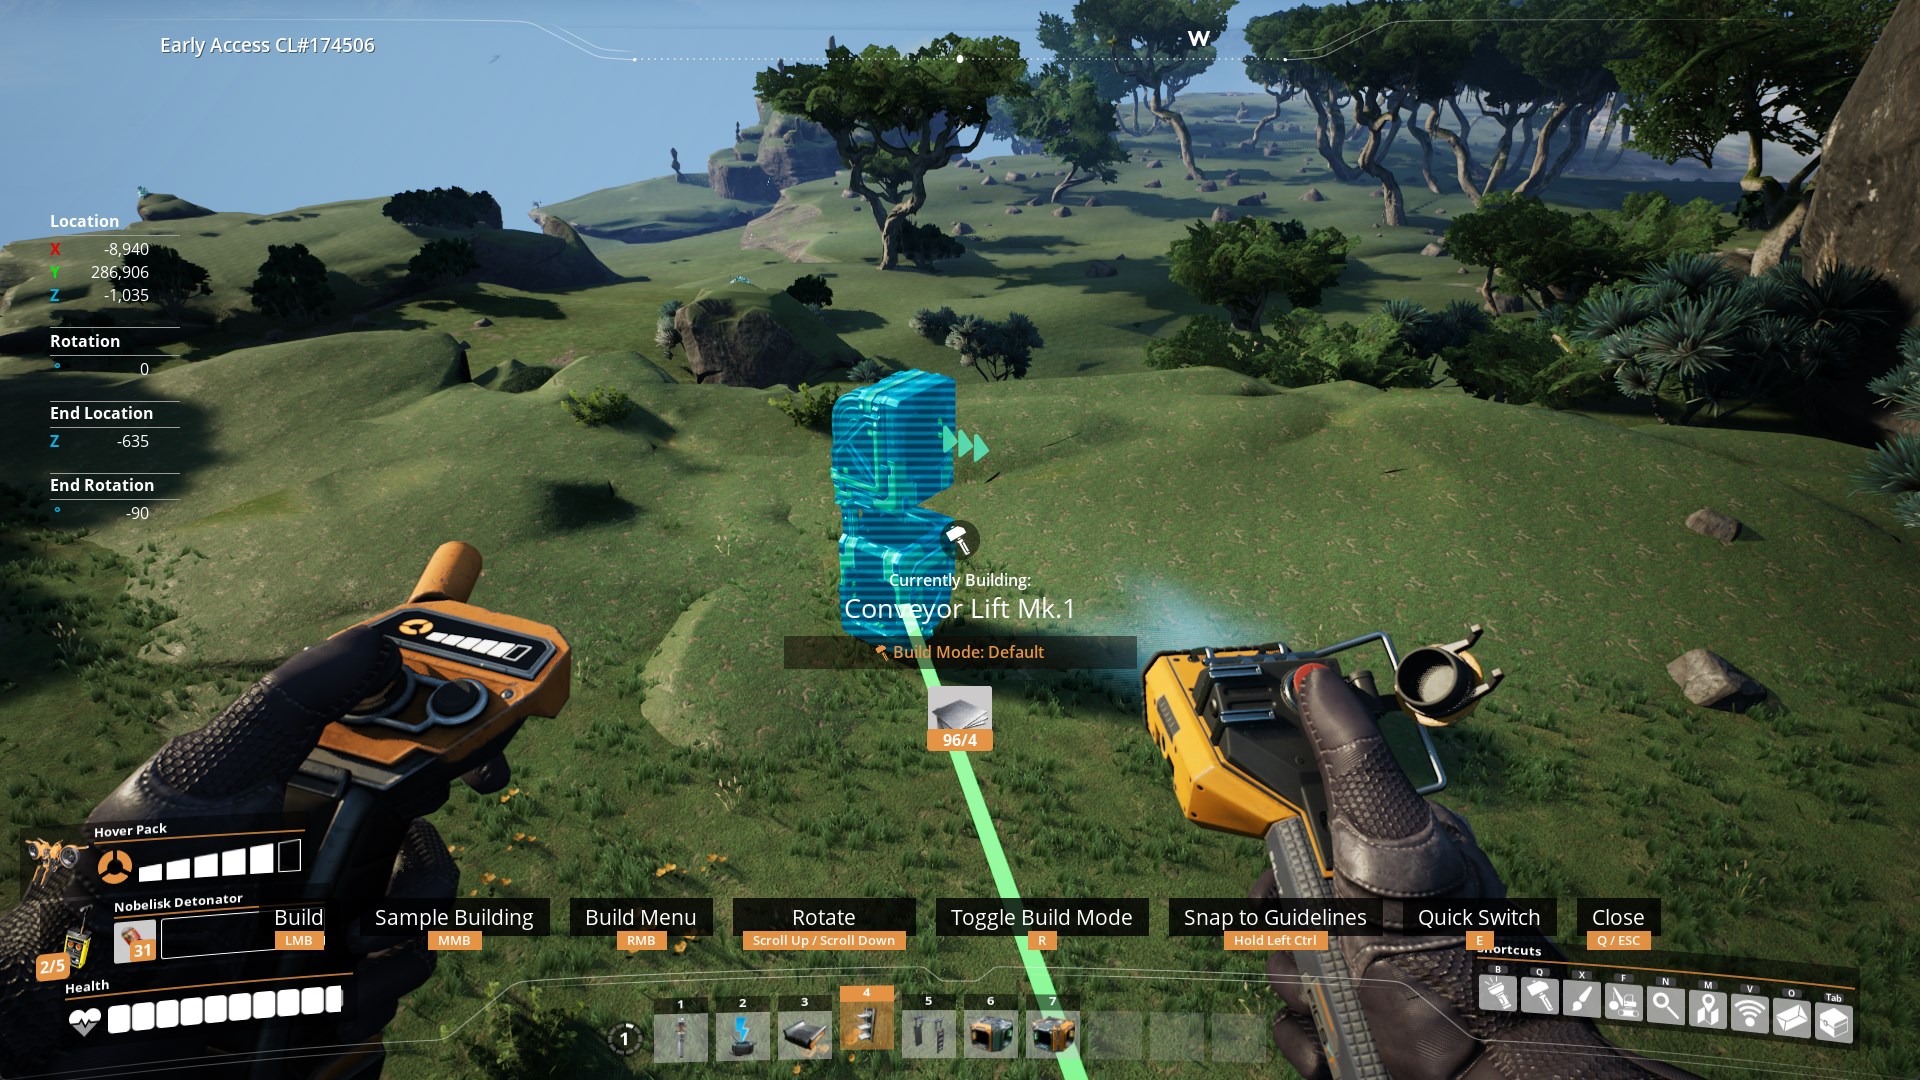 Early Access CL#174506
W
Location
X -8,940
Y 286,906
Z -1,035
Rotation
° 0
End Location
Z -635
End Rotation
° -90
Currently Building:
Conveyor Lift Mk.1
Build Mode: Default
96/4
Hover Pack
Nobelisk Detonator
31
2/5
Health
Build
LMB
Sample Building
MMB
Build Menu
RMB
Rotate
Scroll Up / Scroll Down
Toggle Build Mode
R
Snap to Guidelines
Hold Left Ctrl
Quick Switch
E
Close
Q / ESC
Shortcuts
B Q X F N M V O Tab
1
1 2 3 4 5 6 7